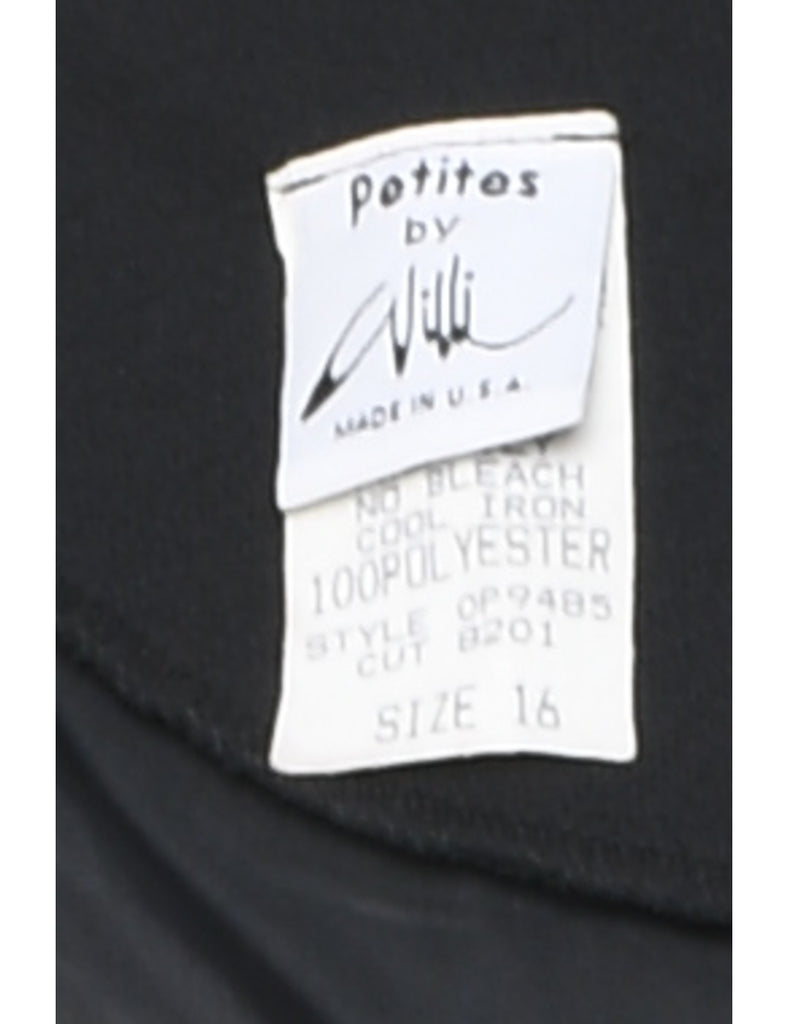 Petites
by
Willi
MADE IN U.S.A.
NO BLEACH
COOL IRON
100POLYESTER
STYLE OP9485
CUT 8201
SIZE 16